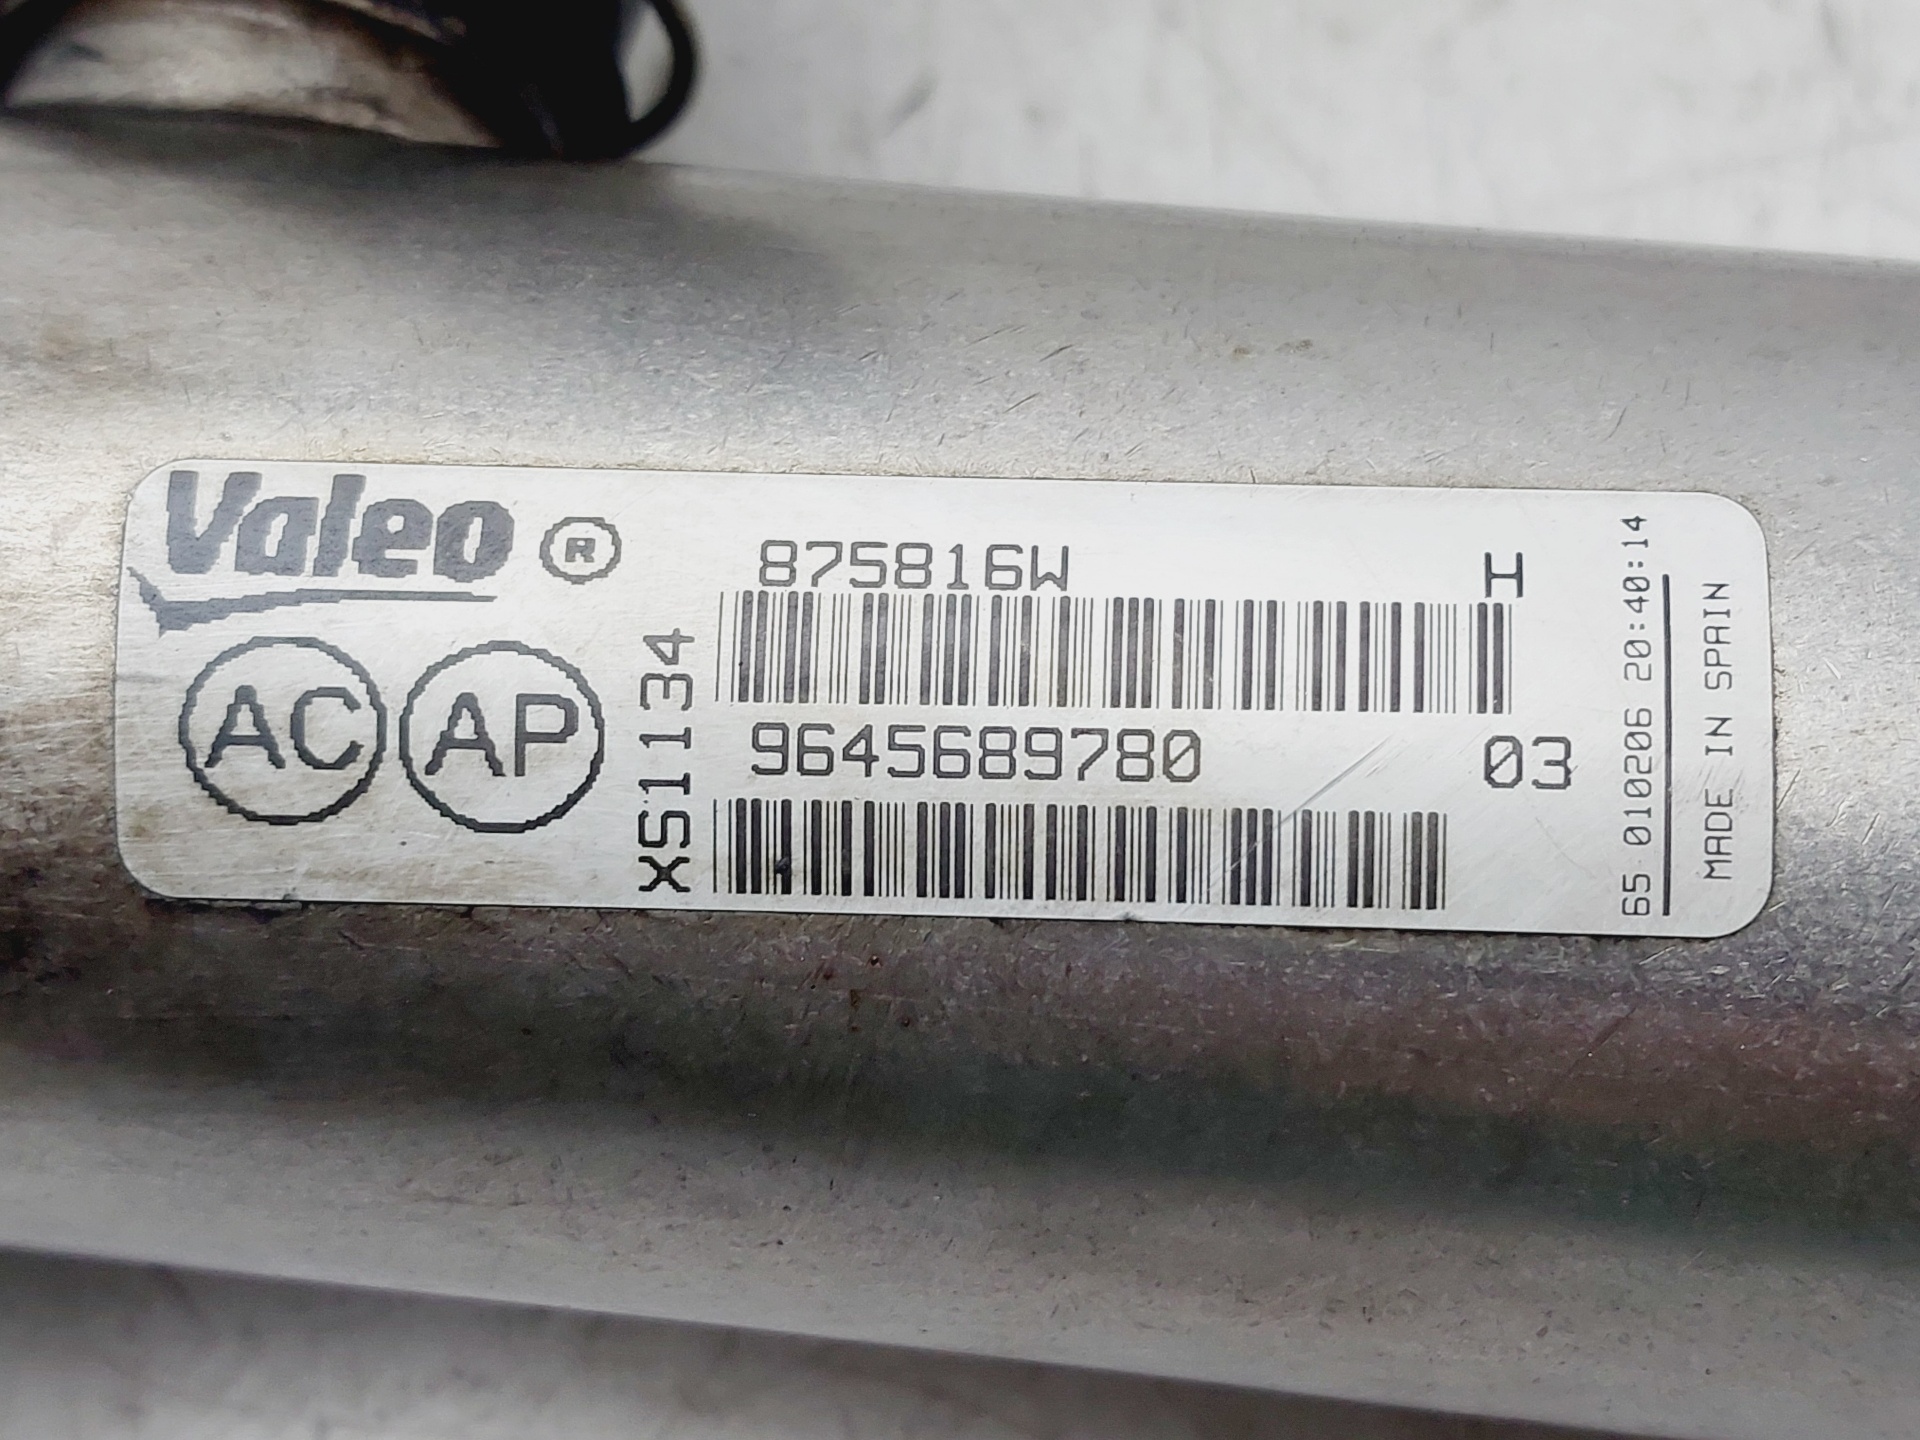 Valeo ®
AC AP
XS1134
875816W H
9645689780 03
65 010206 20:40:14
MADE IN SPAIN